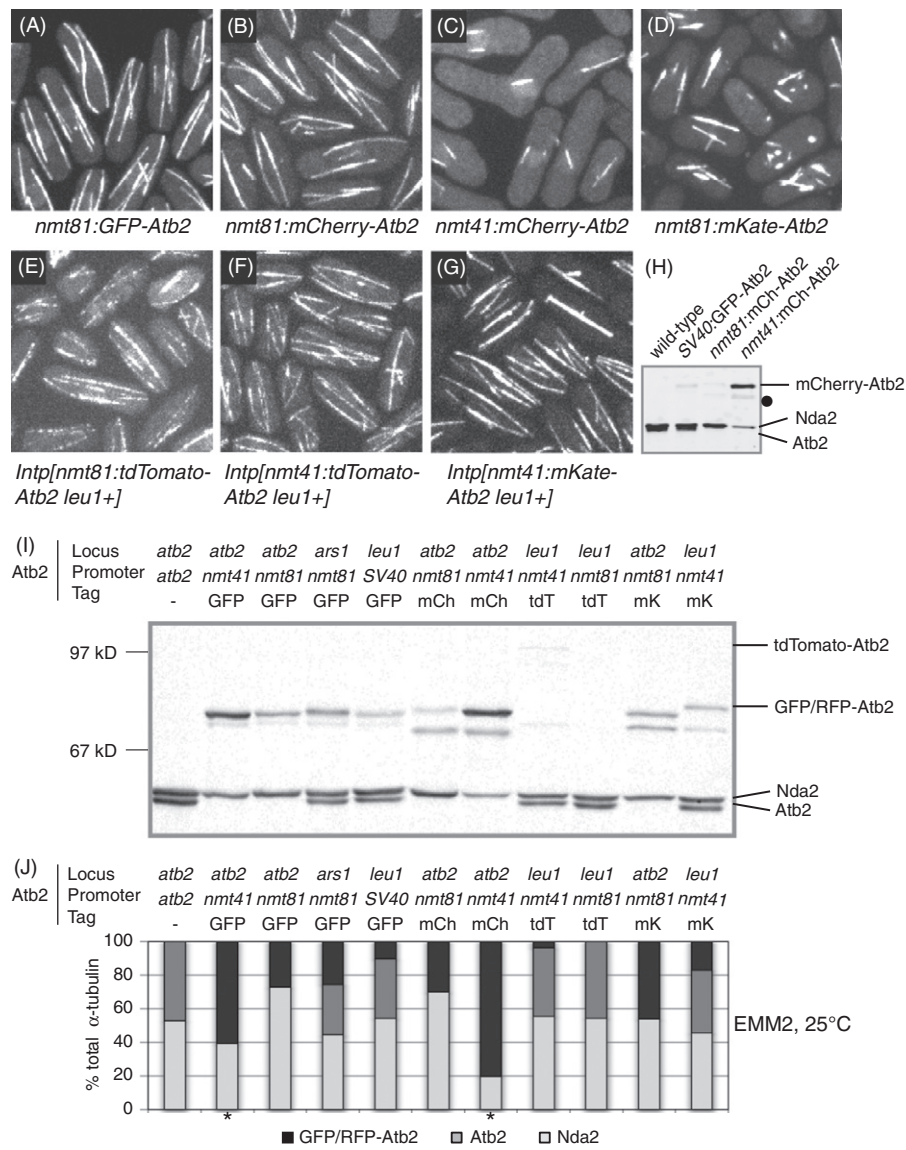 (A)
(B)
(C)
(D)
nmt81:GFP-Atb2
nmt81:mCherry-Atb2
nmt41:mCherry-Atb2
nmt81:mKate-Atb2
(E)
(F)
(G)
(H)
wild-type
SV40:GFP-Atb2
nmt81:mCh-Atb2
nmt41:mCh-Atb2
mCherry-Atb2
Nda2
Atb2
Intp[nmt81:tdTomato-
Atb2 leu1+]
Intp[nmt41:tdTomato-
Atb2 leu1+]
Intp[nmt41:mKate-
Atb2 leu1+]
(I)
Atb2
Locus atb2 atb2 atb2 ars1 leu1 atb2 atb2 leu1 leu1 atb2 leu1
Promoter atb2 nmt41 nmt81 nmt81 SV40 nmt81 nmt41 nmt41 nmt81 nmt81 nmt41
Tag - GFP GFP GFP GFP mCh mCh tdT tdT mK mK
97 kD
67 kD
tdTomato-Atb2
GFP/RFP-Atb2
Nda2
Atb2
(J)
Atb2
Locus atb2 atb2 atb2 ars1 leu1 atb2 atb2 leu1 leu1 atb2 leu1
Promoter atb2 nmt41 nmt81 nmt81 SV40 nmt81 nmt41 nmt41 nmt81 nmt81 nmt41
Tag - GFP GFP GFP GFP mCh mCh tdT tdT mK mK
% total α-tubulin
100
80
60
40
20
0
* *
EMM2, 25°C
GFP/RFP-Atb2 Atb2 Nda2